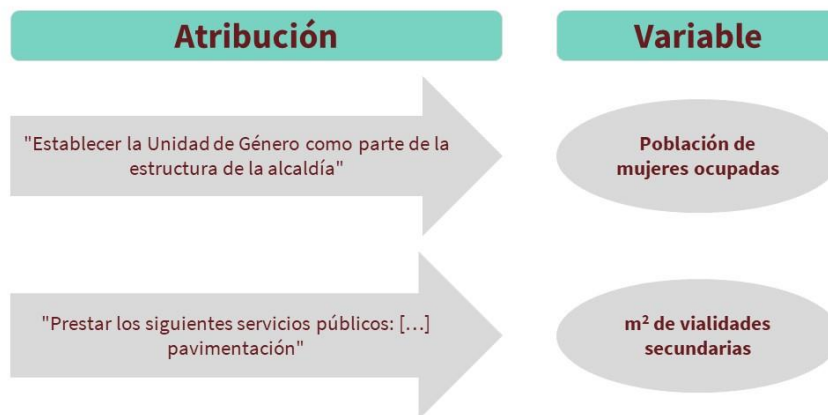 Atribución
Variable
"Establecer la Unidad de Género como parte de la
estructura de la alcaldía"
Población de
mujeres ocupadas
"Prestar los siguientes servicios públicos: […]
pavimentación"
m² de vialidades
secundarias